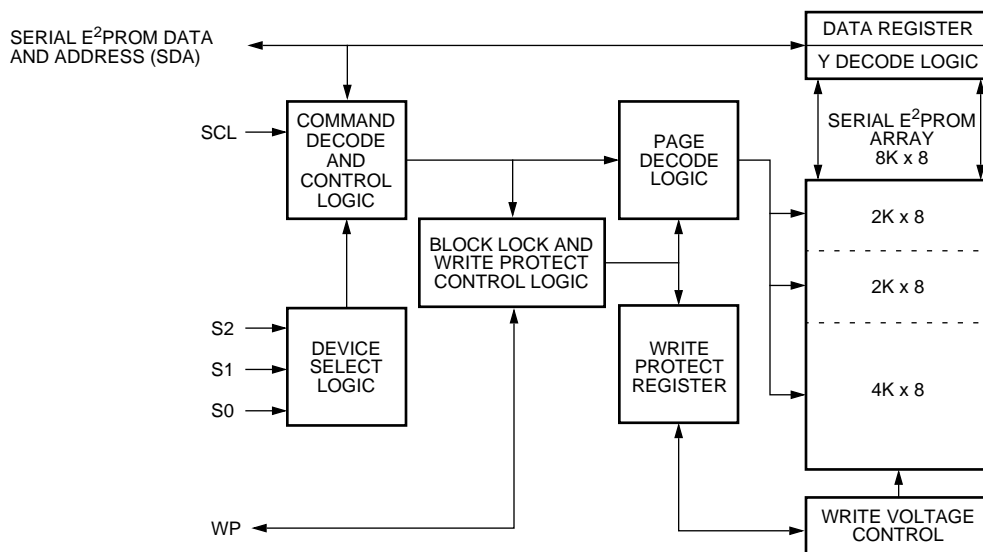 SERIAL E²PROM DATA
AND ADDRESS (SDA)
DATA REGISTER
Y DECODE LOGIC
SCL
COMMAND
DECODE
AND
CONTROL
LOGIC
PAGE
DECODE
LOGIC
SERIAL E²PROM
ARRAY
8K x 8
2K x 8
BLOCK LOCK AND
WRITE PROTECT
CONTROL LOGIC
2K x 8
S2
S1
S0
DEVICE
SELECT
LOGIC
WRITE
PROTECT
REGISTER
4K x 8
WP
WRITE VOLTAGE
CONTROL